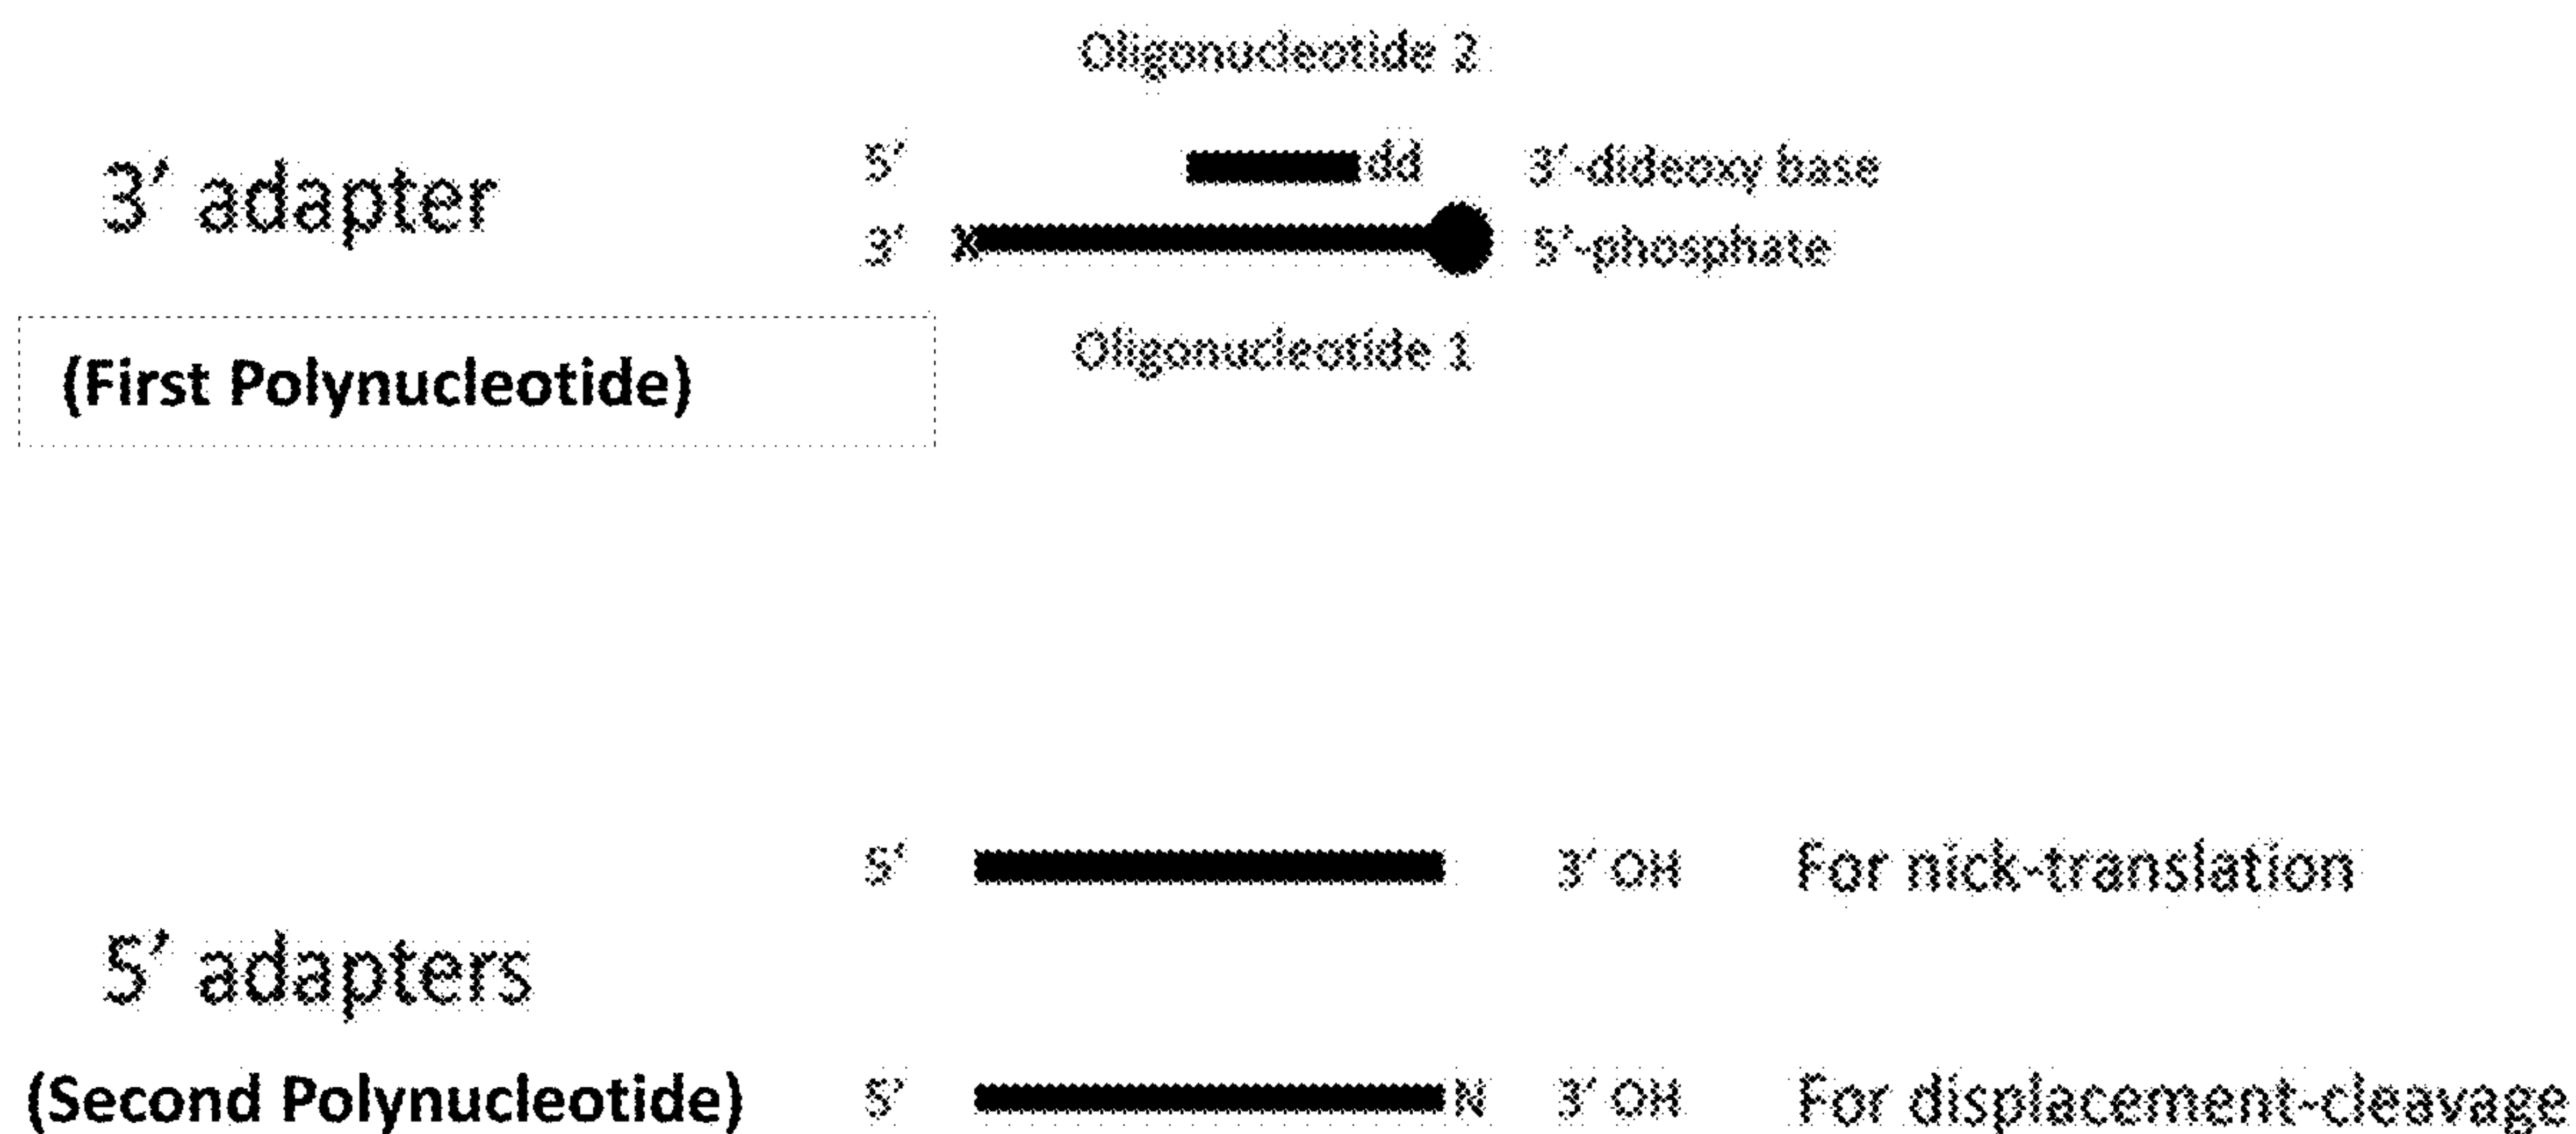 Oligonucleotide 2
3′ adapter
5′ dd 3′-dideoxy base
3′ X 5′-phosphate
Oligonucleotide 1
(First Polynucleotide)
5′ 3′ OH For nick-translation
5′ adapters
(Second Polynucleotide)
5′ N 3′ OH For displacement-cleavage